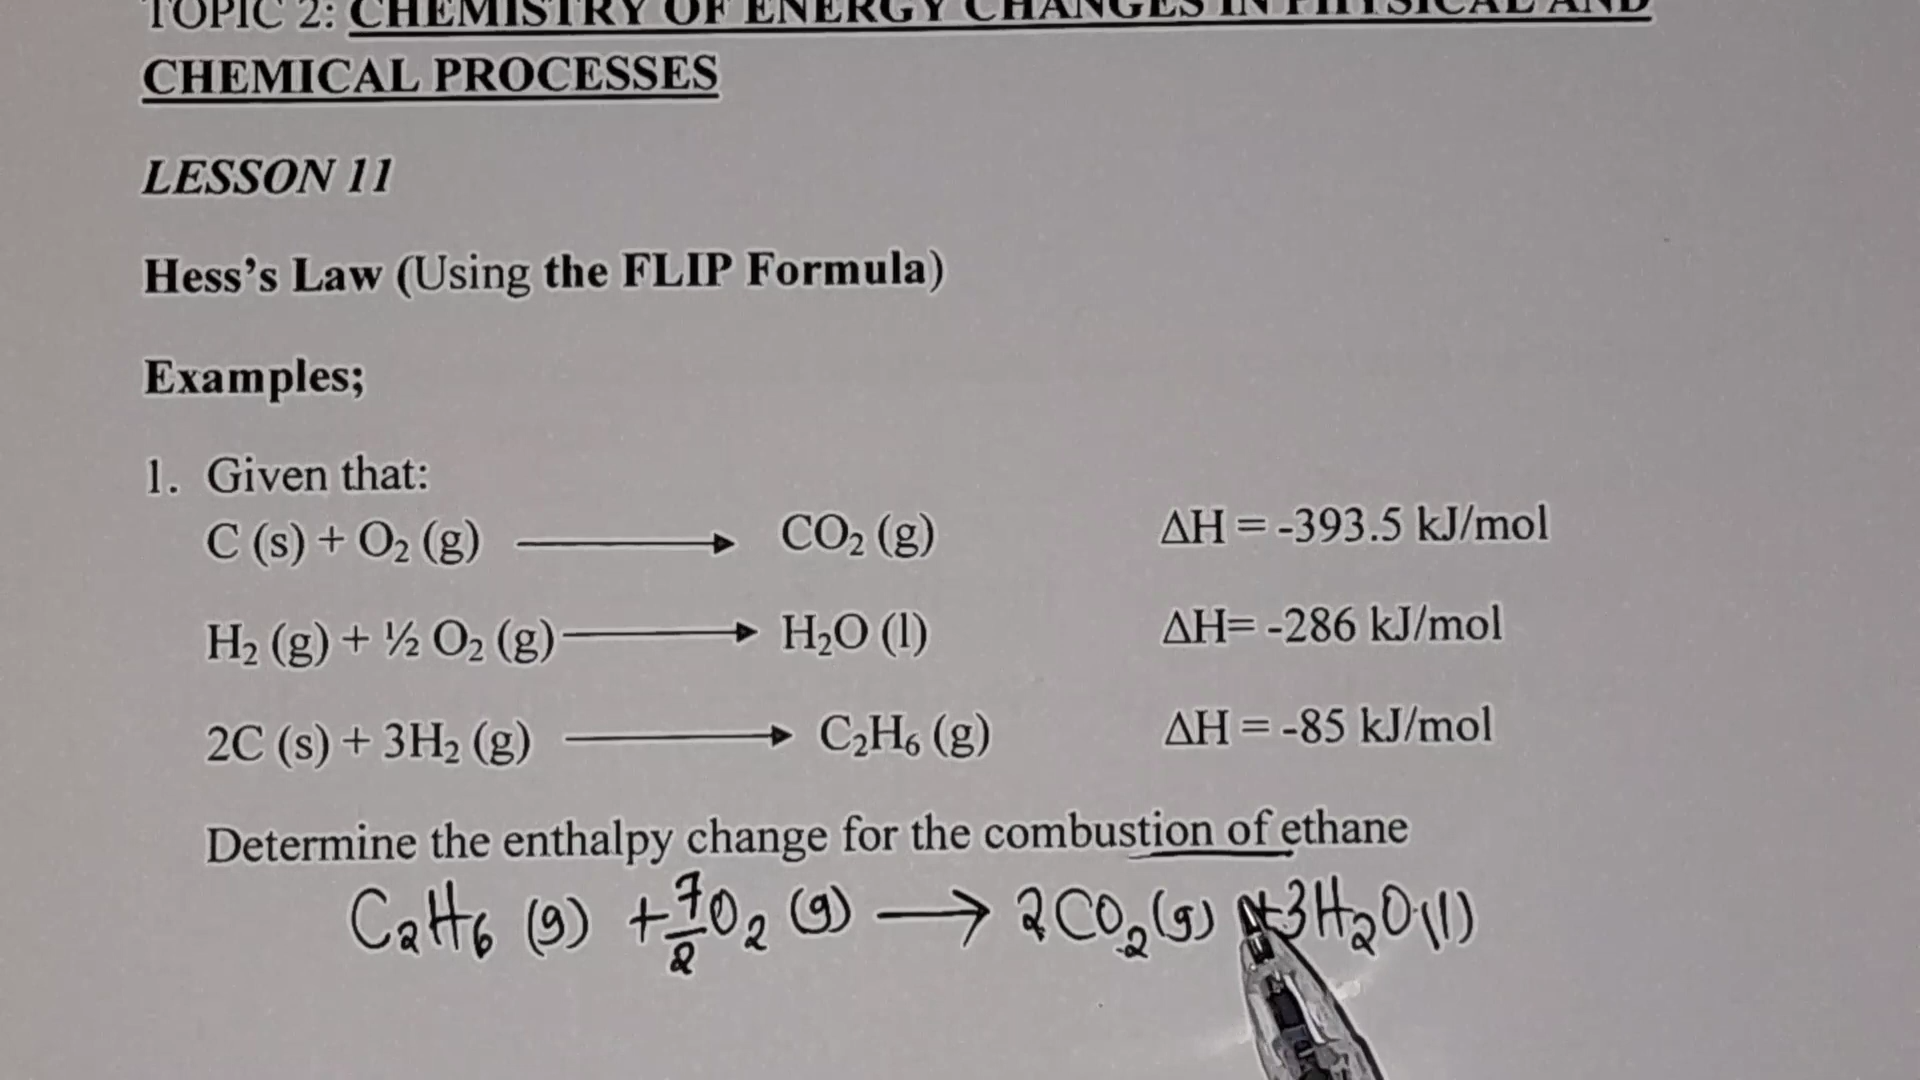 TOPIC 2: CHEMISTRY OF ENERGY CHANGES IN PHYSICAL AND
CHEMICAL PROCESSES
LESSON 11
Hess’s Law (Using the FLIP Formula)
Examples;
1. Given that:
C (s) + O₂ (g) ⟶ CO₂ (g) ΔH = -393.5 kJ/mol
H₂ (g) + ½ O₂ (g) ⟶ H₂O (l) ΔH= -286 kJ/mol
2C (s) + 3H₂ (g) ⟶ C₂H₆ (g) ΔH = -85 kJ/mol
Determine the enthalpy change for the combustion of ethane
C₂H₆ (g) + 7/2 O₂ (g) ⟶ 2CO₂(g) + 3H₂O(l)